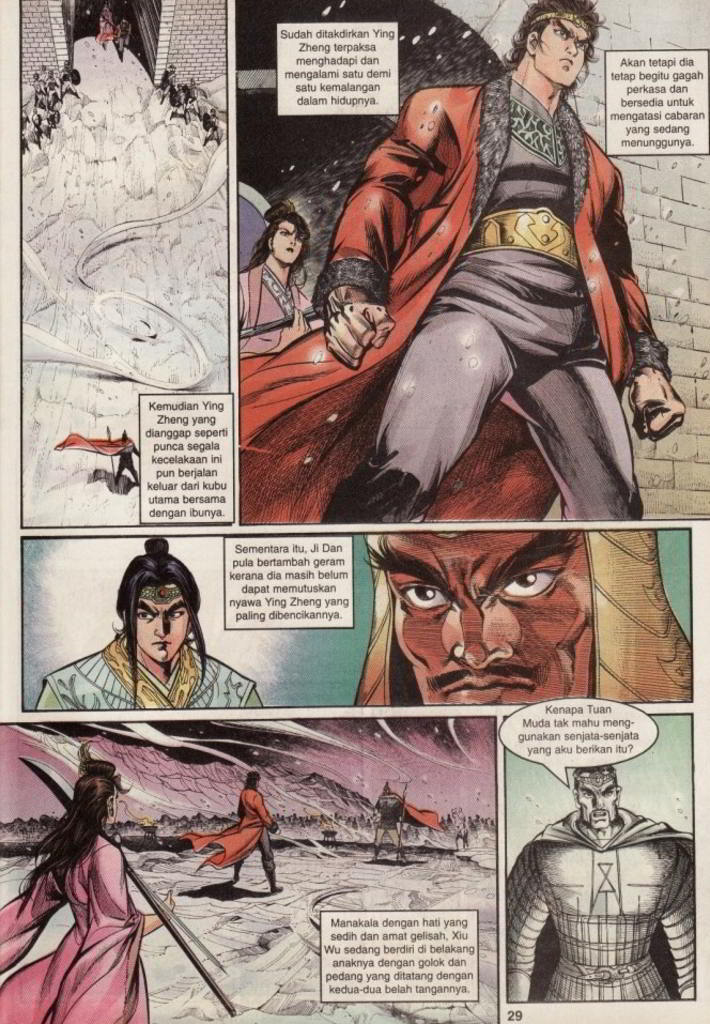 Sudah ditakdirkan Ying
Zheng terpaksa
menghadapi dan
mengalami satu demi
satu kemalangan
dalam hidupnya.
Akan tetapi dia
tetap begitu gagah
perkasa dan
bersedia untuk
mengatasi cabaran
yang sedang
menunggunya.
Kemudian Ying
Zheng yang
dianggap seperti
punca segala
kecelakaan ini
pun berjalan
keluar dari kubu
utama bersama
dengan ibunya.
Sementara itu, Ji Dan
pula bertambah geram
kerana dia masih belum
dapat memutuskan
nyawa Ying Zheng yang
paling dibencikannya.
Kenapa Tuan
Muda tak mahu meng-
gunakan senjata-senjata
yang aku berikan itu?
Manakala dengan hati yang
sedih dan amat gelisah, Xiu
Wu sedang berdiri di belakang
anaknya dengan golok dan
pedang yang ditatang dengan
kedua-dua belah tangannya.
29